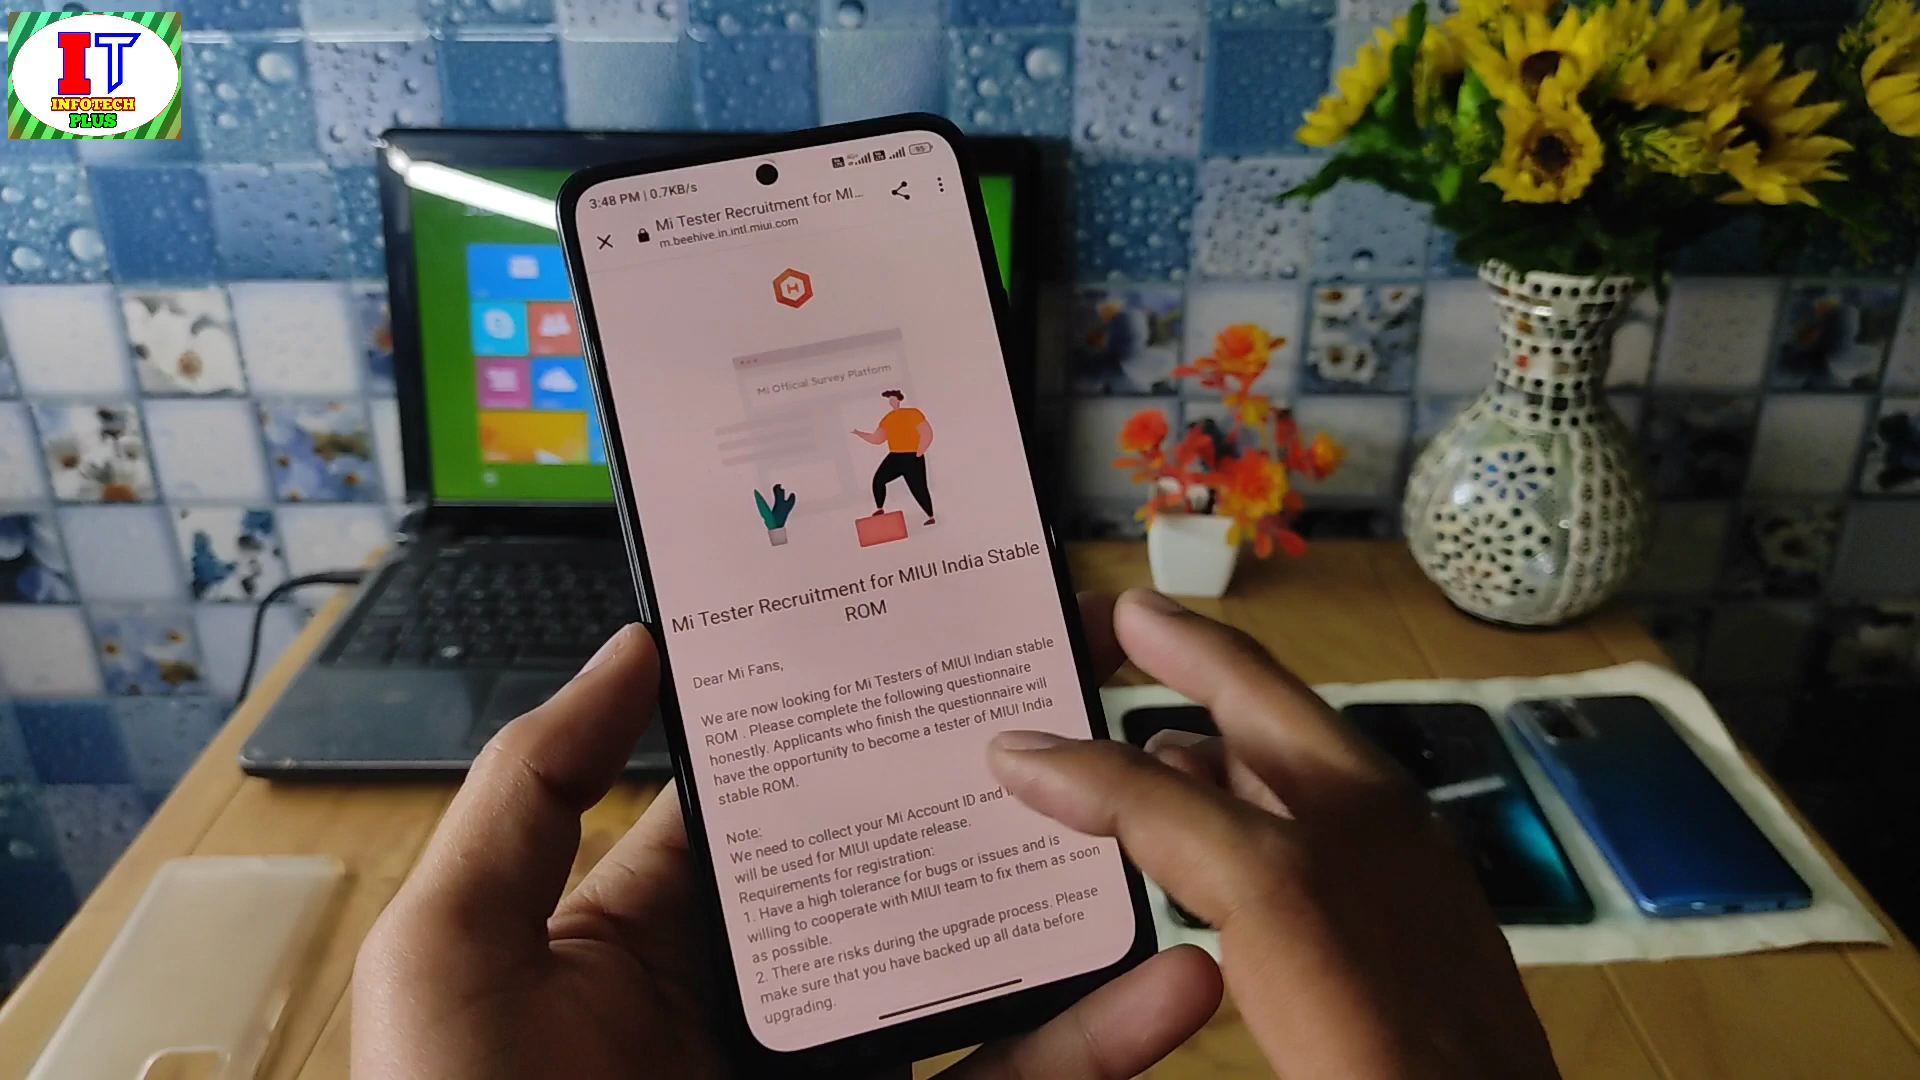 IT
INFOTECH
PLUS
3:48 PM | 0.7KB/s
95
Mi Tester Recruitment for MI...
m.beehive.in.intl.miui.com
Mi Official Survey Platform
Mi Tester Recruitment for MIUI India Stable
ROM
Dear Mi Fans,
We are now looking for Mi Testers of MIUI Indian stable
ROM . Please complete the following questionnaire
honestly. Applicants who finish the questionnaire will
have the opportunity to become a tester of MIUI India
stable ROM.
Note:
We need to collect your Mi Account ID and
will be used for MIUI update release.
Requirements for registration:
1. Have a high tolerance for bugs or issues and is
willing to cooperate with MIUI team to fix them as soon
as possible.
2. There are risks during the upgrade process. Please
make sure that you have backed up all data before
upgrading.